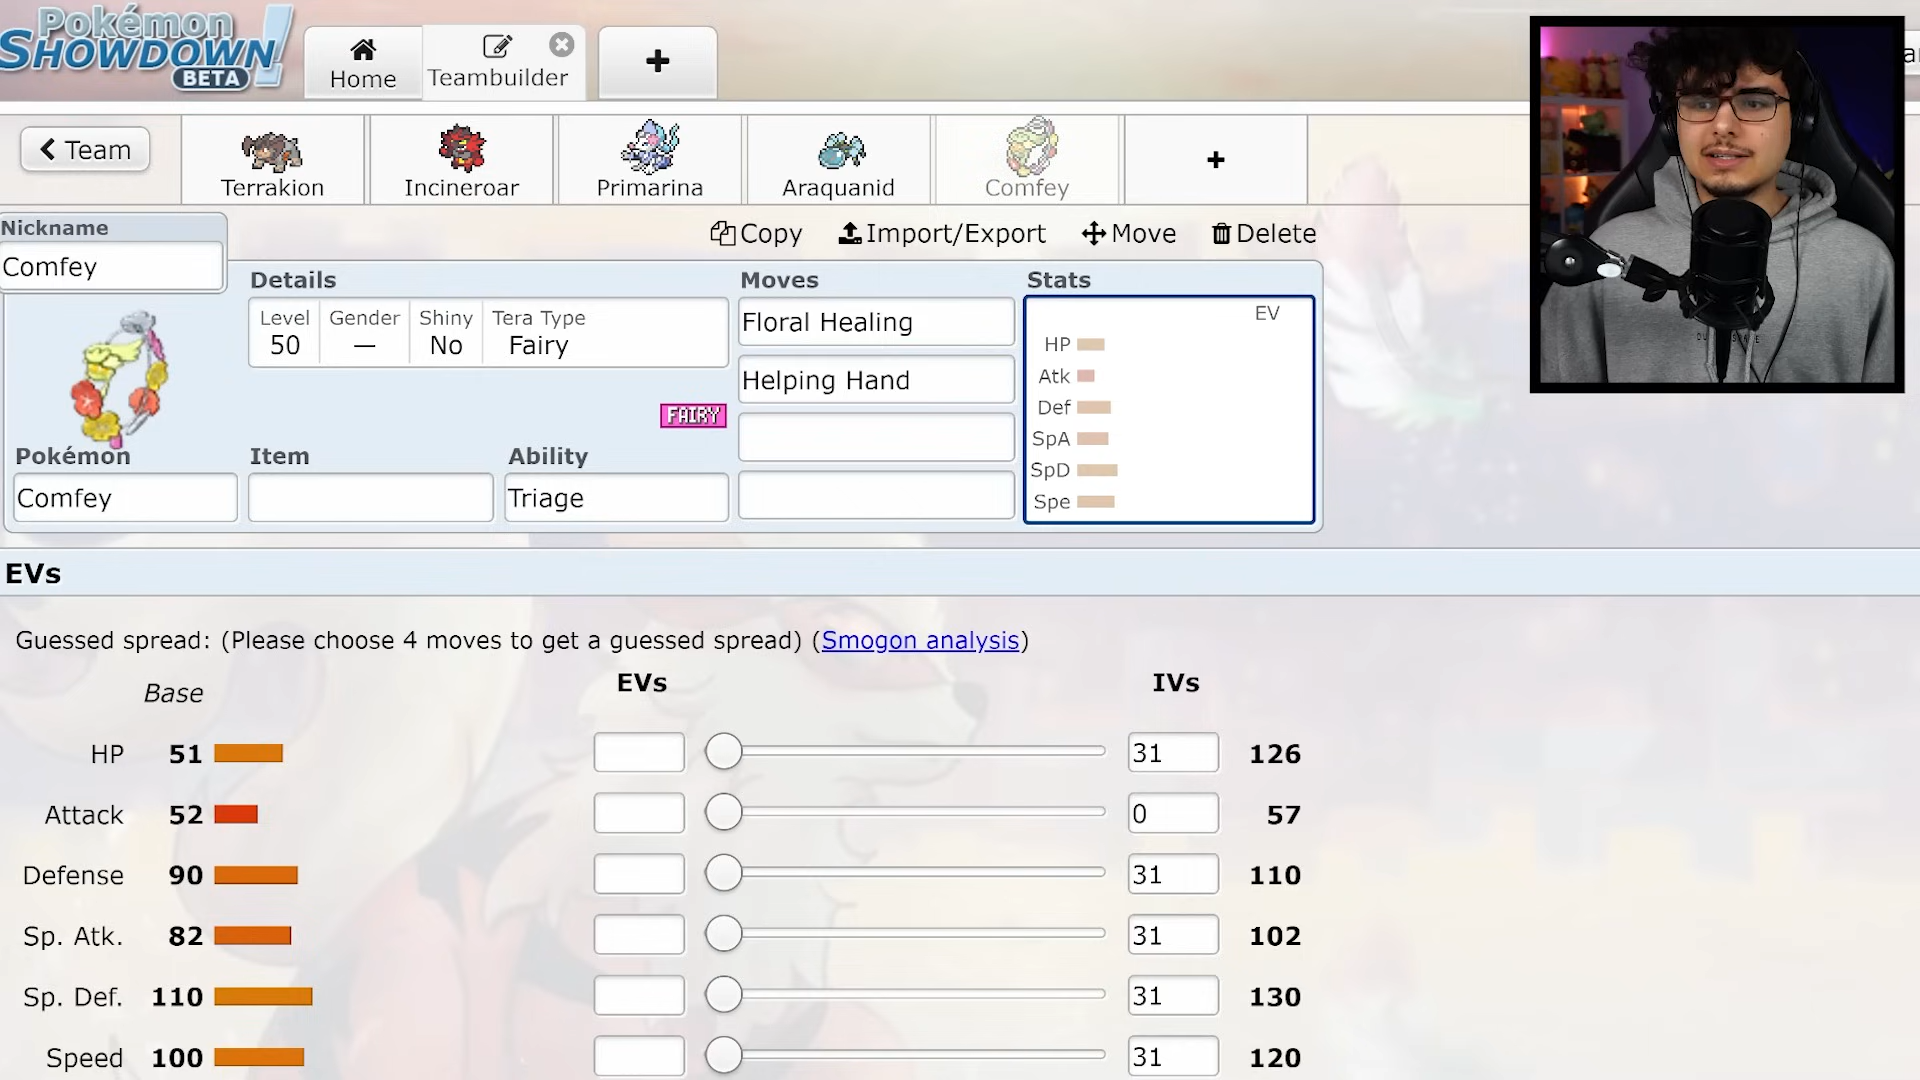 Pokémon
SHOWDOWN!
BETA
Home
Teambuilder
Team
Terrakion
Incineroar
Primarina
Araquanid
Comfey
Nickname
Comfey
Copy
Import/Export
Move
Delete
Details
Moves
Stats
Level
Gender
Shiny
Tera Type
50
—
No
Fairy
FAIRY
Floral Healing
Helping Hand
EV
HP
Atk
Def
SpA
SpD
Spe
Pokémon
Item
Ability
Comfey
Triage
EVs
Guessed spread: (Please choose 4 moves to get a guessed spread) (Smogon analysis)
Base
EVs
IVs
HP 51 31 126
Attack 52 0 57
Defense 90 31 110
Sp. Atk. 82 31 102
Sp. Def. 110 31 130
Speed 100 31 120